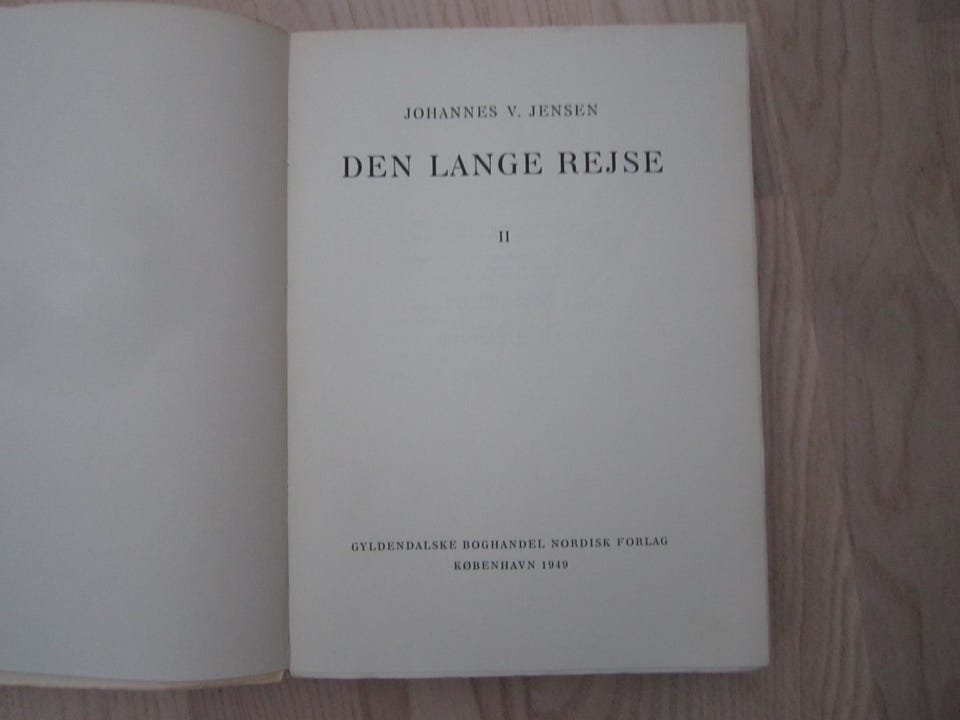 JOHANNES V. JENSEN
DEN LANGE REJSE
II
GYLDENDALSKE BOGHANDEL NORDISK FORLAG
KØBENHAVN 1949